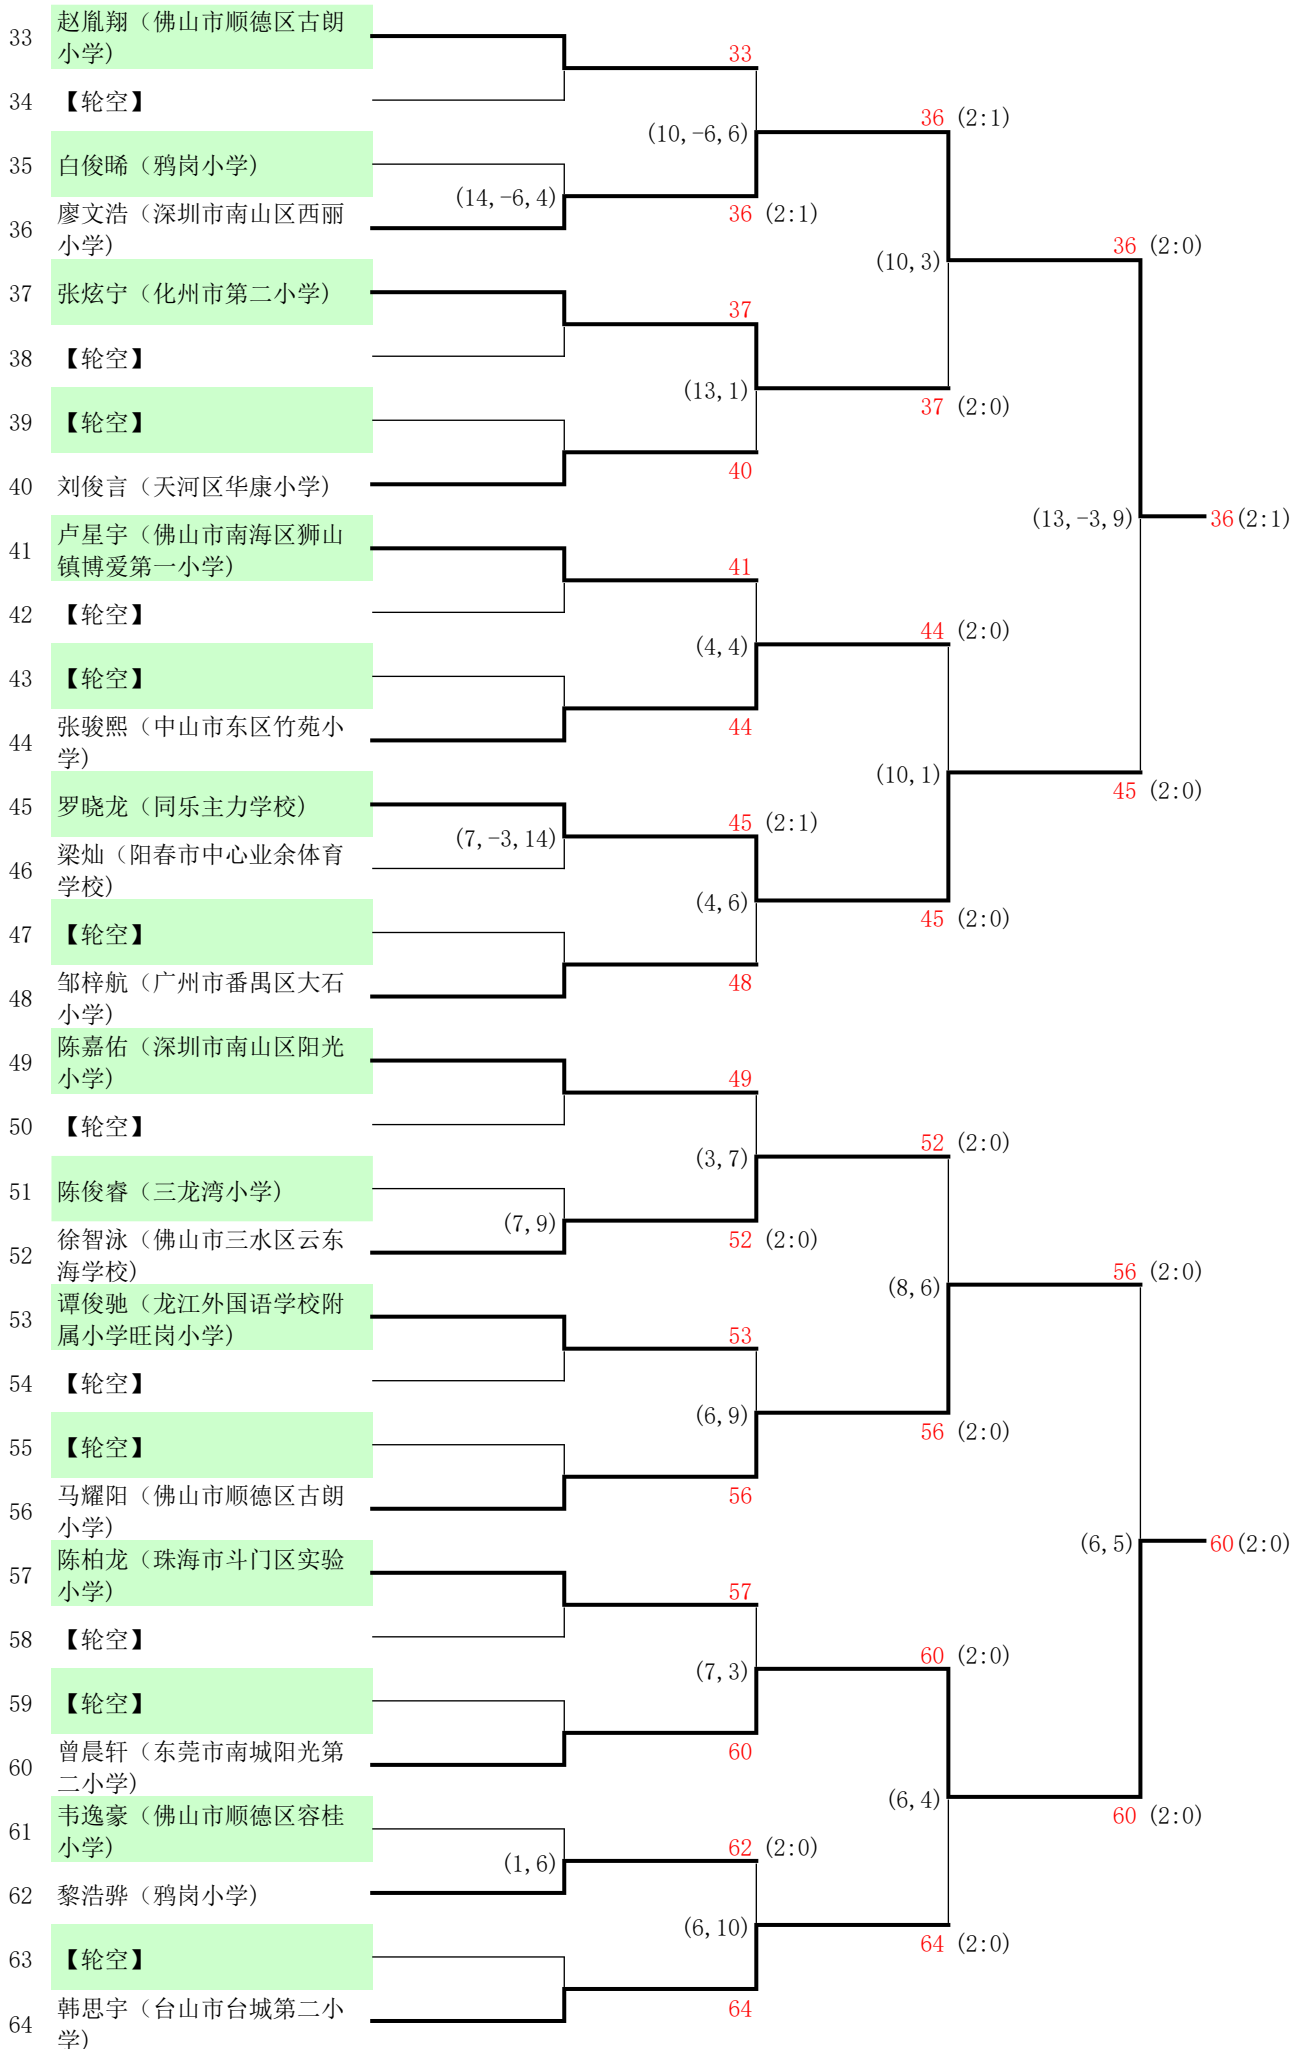 赵胤翔（佛山市顺德区古朗
33
小学）
33
34 【轮空】
36 (2:1)
(10,-6,6)
35 白俊晞（鸦岗小学）
(14,-6,4)
廖文浩（深圳市南山区西丽
36
小学）
36 (2:1)
36 (2:0)
(10,3)
37 张炫宁（化州市第二小学）
37
38 【轮空】
(13,1)
37 (2:0)
39 【轮空】
40
40 刘俊言（天河区华康小学）
(13,-3,9)
36(2:1)
卢星宇（佛山市南海区狮山
41
镇博爱第一小学）
41
42 【轮空】
44 (2:0)
(4,4)
43 【轮空】
张骏熙（中山市东区竹苑小
44
学）
44
(10,1)
45 (2:0)
45 罗晓龙（同乐主力学校）
45 (2:1)
(7,-3,14)
梁灿（阳春市中心业余体育
46
学校）
(4,6)
45 (2:0)
47 【轮空】
邹梓航（广州市番禺区大石
48
小学）
48
陈嘉佑（深圳市南山区阳光
49
小学）
49
50 【轮空】
52 (2:0)
(3,7)
51 陈俊睿（三龙湾小学）
(7,9)
徐智泳（佛山市三水区云东
52
海学校）
52 (2:0)
56 (2:0)
(8,6)
谭俊驰（龙江外国语学校附
53
属小学旺岗小学）
53
54 【轮空】
(6,9)
56 (2:0)
55 【轮空】
马耀阳（佛山市顺德区古朗
56
小学）
56
(6,5)
60(2:0)
陈柏龙（珠海市斗门区实验
57
小学）
57
58 【轮空】
60 (2:0)
(7,3)
59 【轮空】
曾晨轩（东莞市南城阳光第
60
二小学）
60
(6,4)
60 (2:0)
韦逸豪（佛山市顺德区容桂
61
小学）
62 (2:0)
(1,6)
62 黎浩骅（鸦岗小学）
(6,10)
64 (2:0)
63 【轮空】
韩思宇（台山市台城第二小
64
学）
64